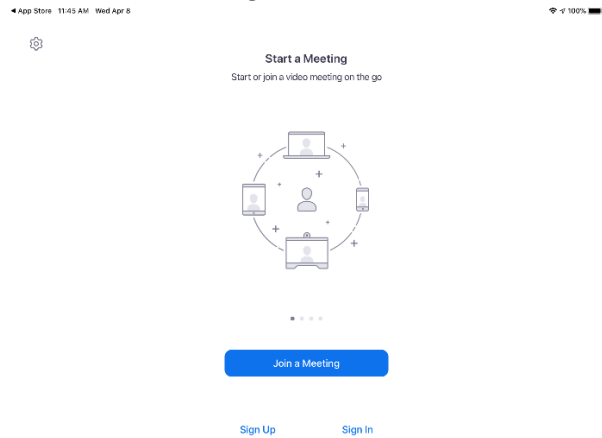 ◀ App Store 11:45 AM Wed Apr 8 100%
Start a Meeting
Start or join a video meeting on the go
Join a Meeting
Sign Up Sign In